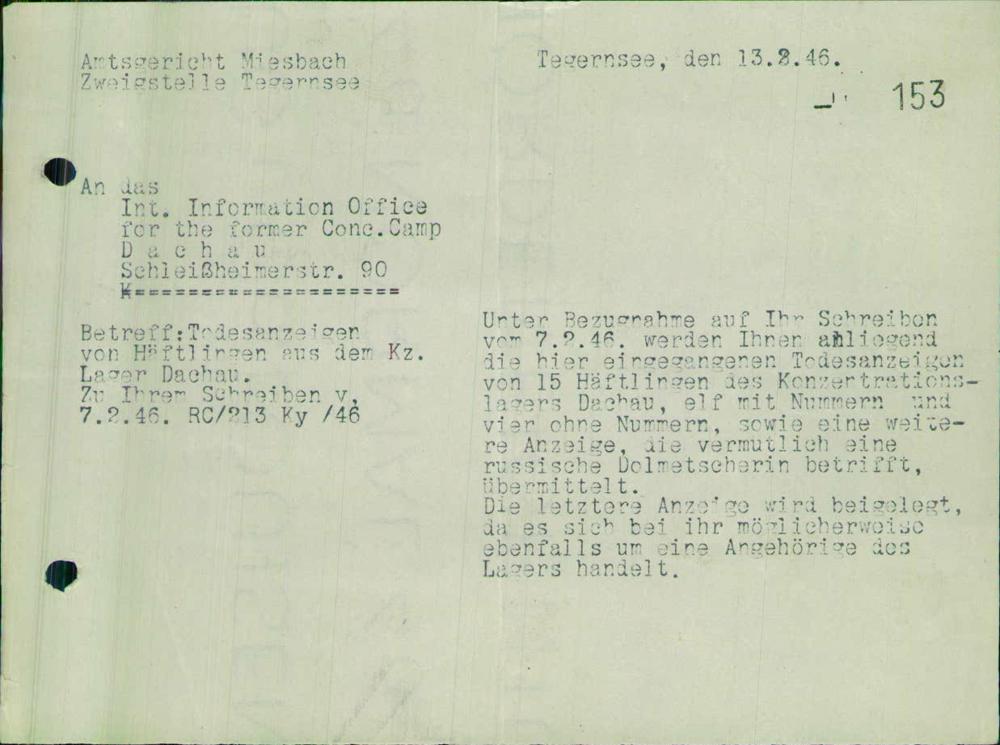 Amtsgericht Miesbach
Zweigstelle Tegernsee
Tegernsee, den 13.2.46.
153
An das
Int. Information Office
for the former Conc.Camp
D a c h a u
Schleißheimerstr. 90
Betreff:Todesanzeigen
von Häftlingen aus dem Kz.
Lager Dachau.
Zu Ihrem Schreiben v.
7.2.46. RC/213 Ky /46
Unter Bezugnahme auf Ihr Schreiben
vom 7.2.46. werden Ihnen anliegend
die hier eingegangenen Todesanzeigen
von 15 Häftlingen des Konzentrations-
lagers Dachau, elf mit Nummern und
vier ohne Nummern, sowie eine weite-
re Anzeige, die vermutlich eine
russische Dolmetscherin betrifft,
übermittelt.
Die letztere Anzeige wird beigelegt,
da es sich bei ihr möglicherweise
ebenfalls um eine Angehörige des
Lagers handelt.